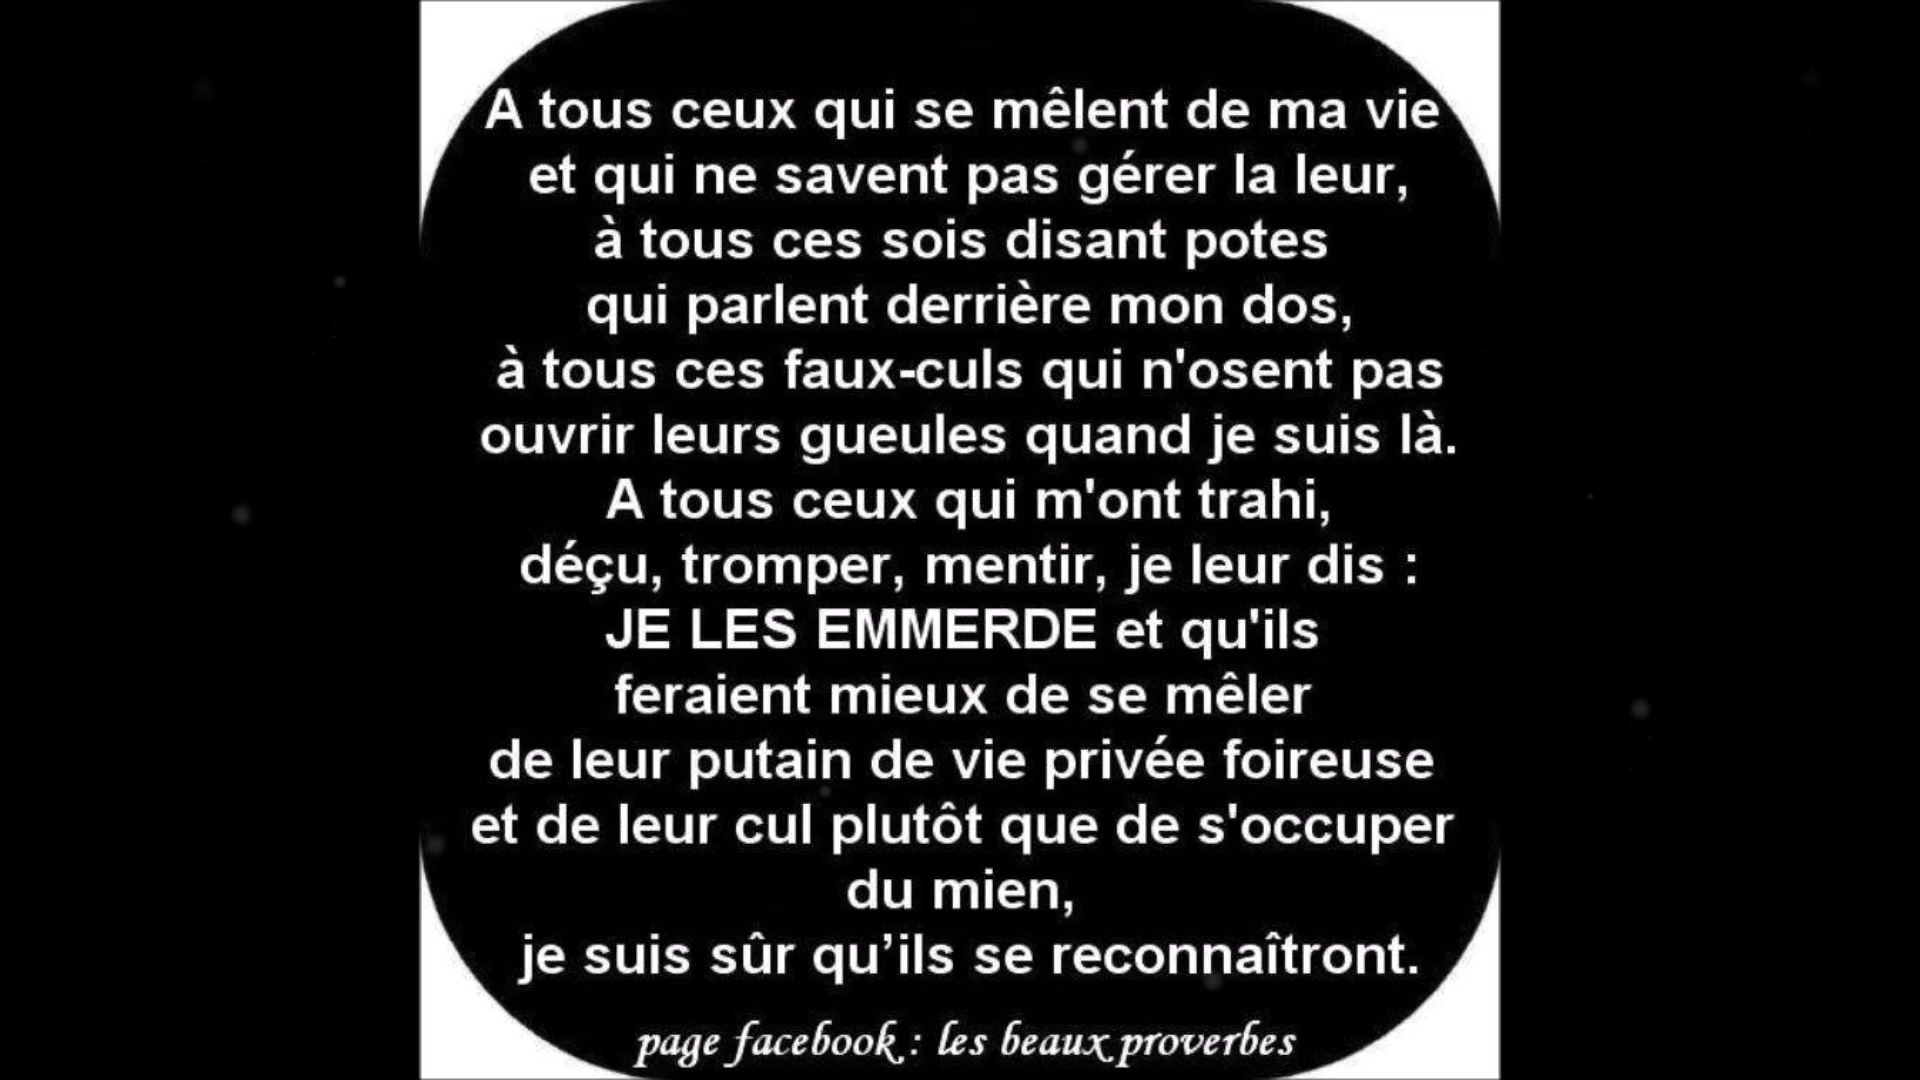 A tous ceux qui se mêlent de ma vie
et qui ne savent pas gérer la leur,
à tous ces sois disant potes
qui parlent derrière mon dos,
à tous ces faux-culs qui n'osent pas
ouvrir leurs gueules quand je suis là.
A tous ceux qui m'ont trahi,
déçu, tromper, mentir, je leur dis :
JE LES EMMERDE et qu'ils
feraient mieux de se mêler
de leur putain de vie privée foireuse
et de leur cul plutôt que de s'occuper
du mien,
je suis sûr qu’ils se reconnaîtront.
page facebook : les beaux proverbes